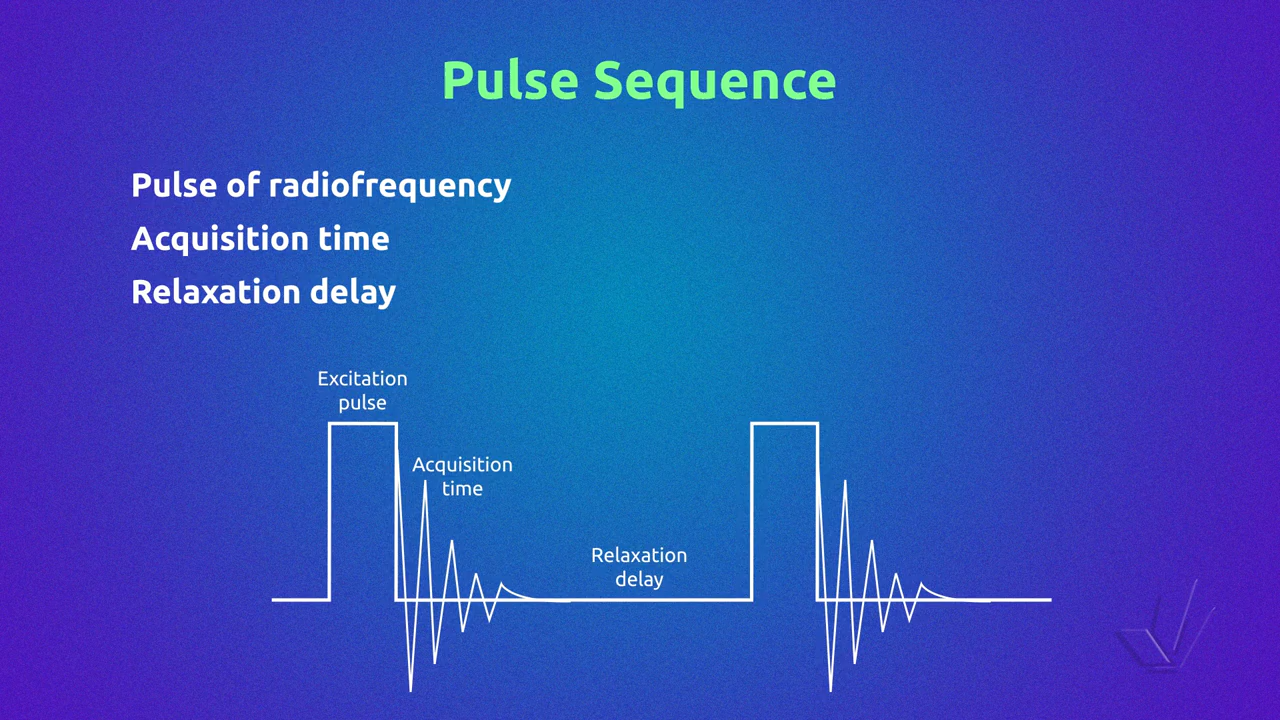 Pulse Sequence
Pulse of radiofrequency
Acquisition time
Relaxation delay
Excitation
pulse
Acquisition
time
Relaxation
delay